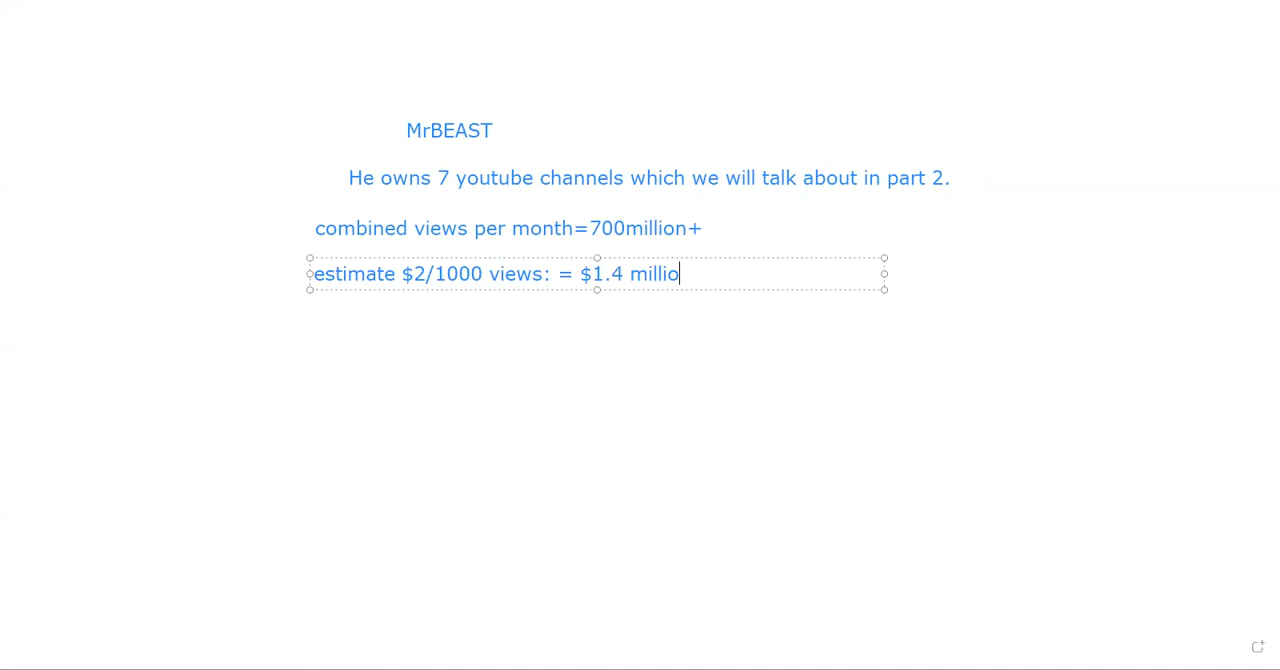 MrBEAST
He owns 7 youtube channels which we will talk about in part 2.
combined views per month=700million+
estimate $2/1000 views: = $1.4 millio